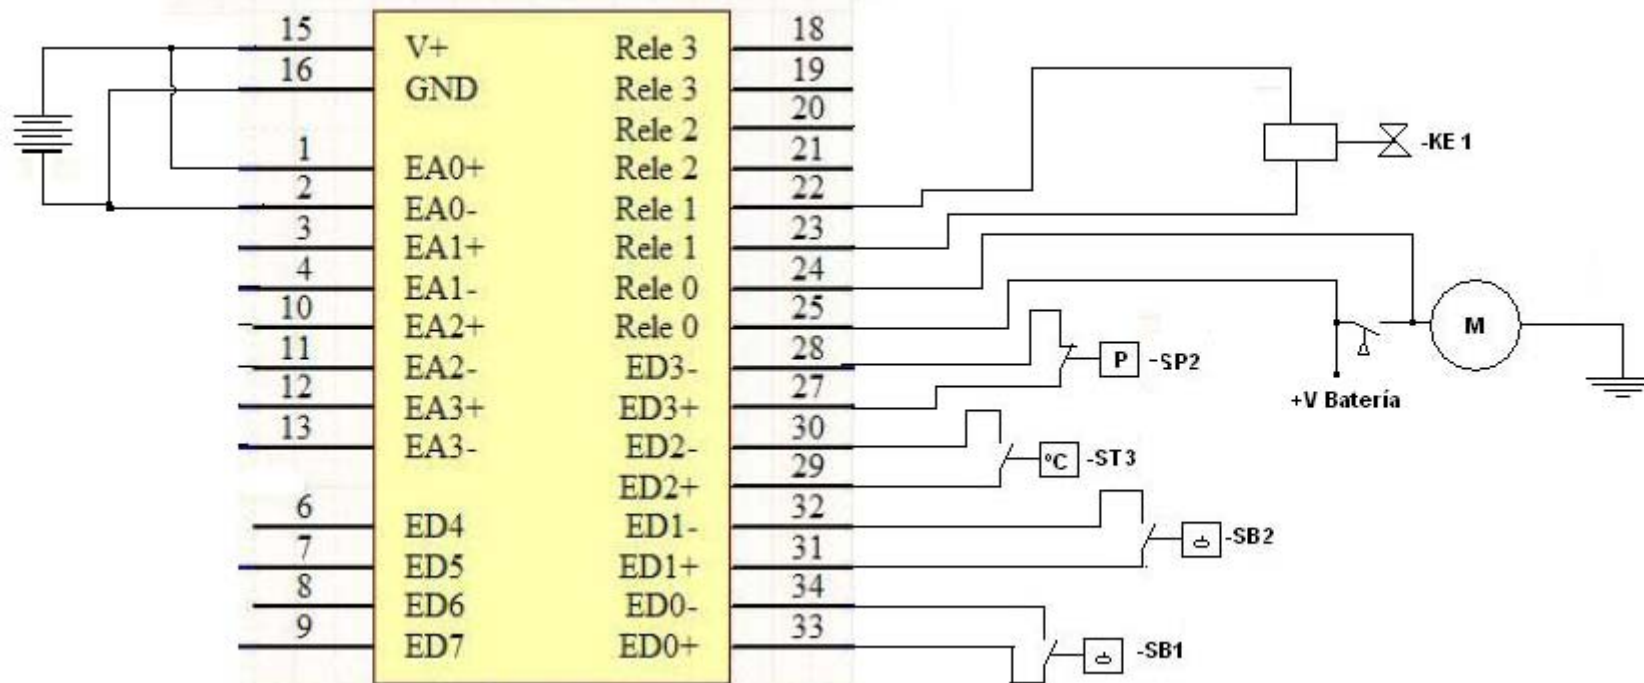 15 V+ Rele 3 18
16 GND Rele 3 19
Rele 2 20
1 EA0+ Rele 2 21
2 EA0- Rele 1 22
3 EA1+ Rele 1 23
4 EA1- Rele 0 24
10 EA2+ Rele 0 25
11 EA2- ED3- 28
12 EA3+ ED3+ 27
13 EA3- ED2- 30
ED2+ 29
6 ED4 ED1- 32
7 ED5 ED1+ 31
8 ED6 ED0- 34
9 ED7 ED0+ 33
-KE 1
M
+V Batería
P -SP2
ºC -ST3
-SB2
-SB1